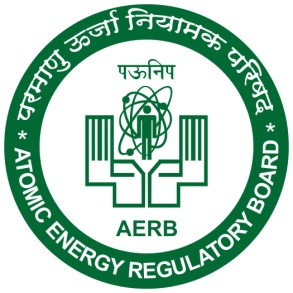 परमाणु ऊर्जा नियामक परिषद
पऊनिप
AERB
* ATOMIC ENERGY REGULATORY BOARD *